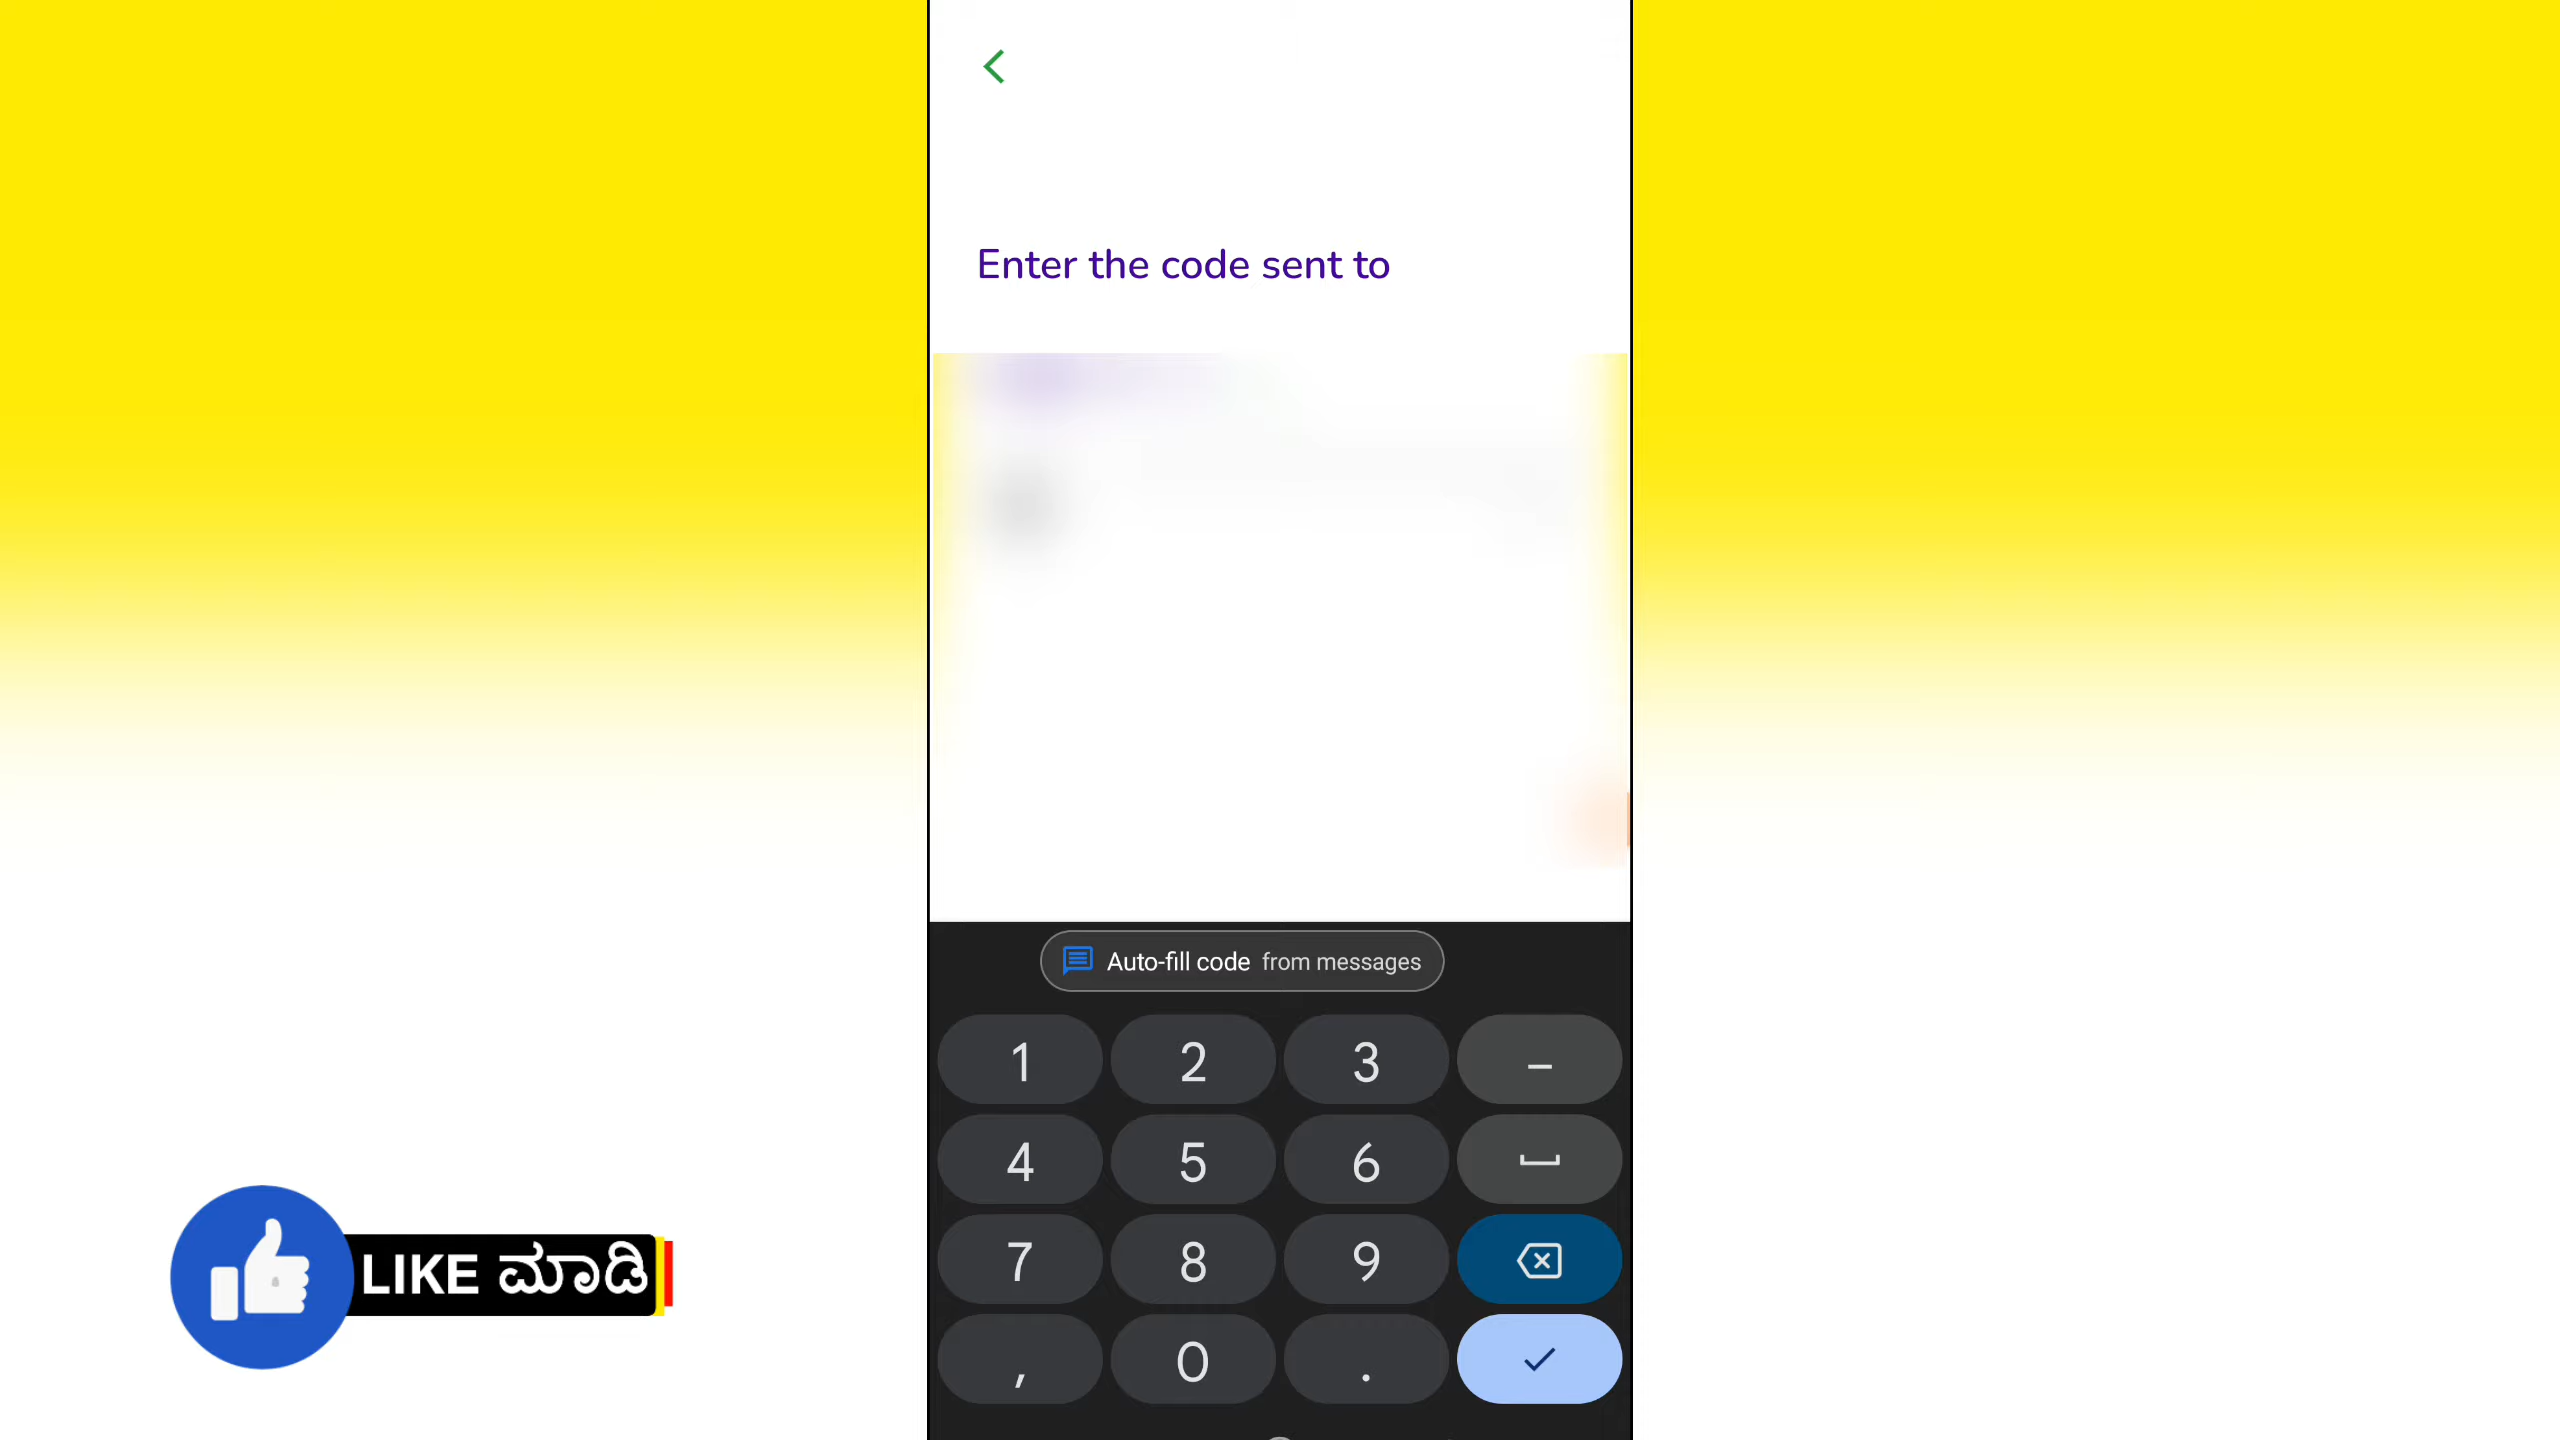 Enter the code sent to
Auto-fill code from messages
1 2 3 –
4 5 6
7 8 9
, 0 .
LIKE ಮಾಡಿ